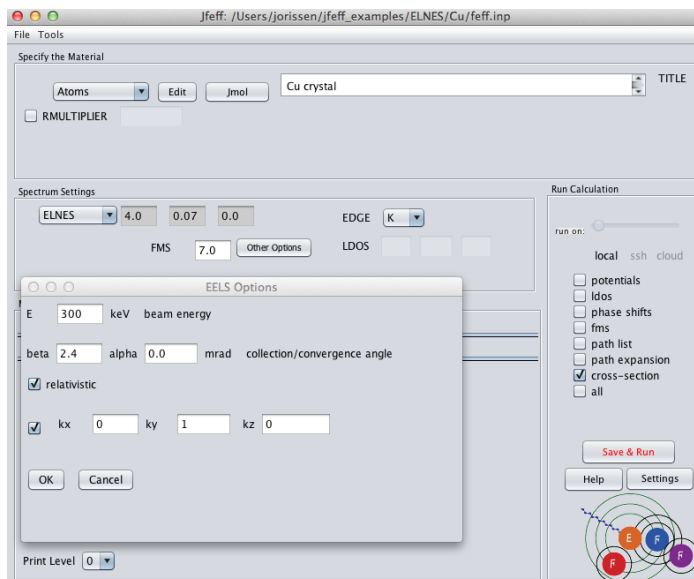 Jfeff: /Users/jorissen/jfeff_examples/ELNES/Cu/feff.inp
File Tools
Specify the Material
Atoms Edit Jmol Cu crystal TITLE
RMULTIPLIER
Spectrum Settings
ELNES 4.0 0.07 0.0 EDGE K
FMS 7.0 Other Options LDOS
Run Calculation
run on:
local ssh cloud
potentials
ldos
phase shifts
fms
path list
path expansion
cross-section
all
Save & Run
Help Settings
E F F F
EELS Options
E 300 keV beam energy
beta 2.4 alpha 0.0 mrad collection/convergence angle
relativistic
kx 0 ky 1 kz 0
OK Cancel
Print Level 0